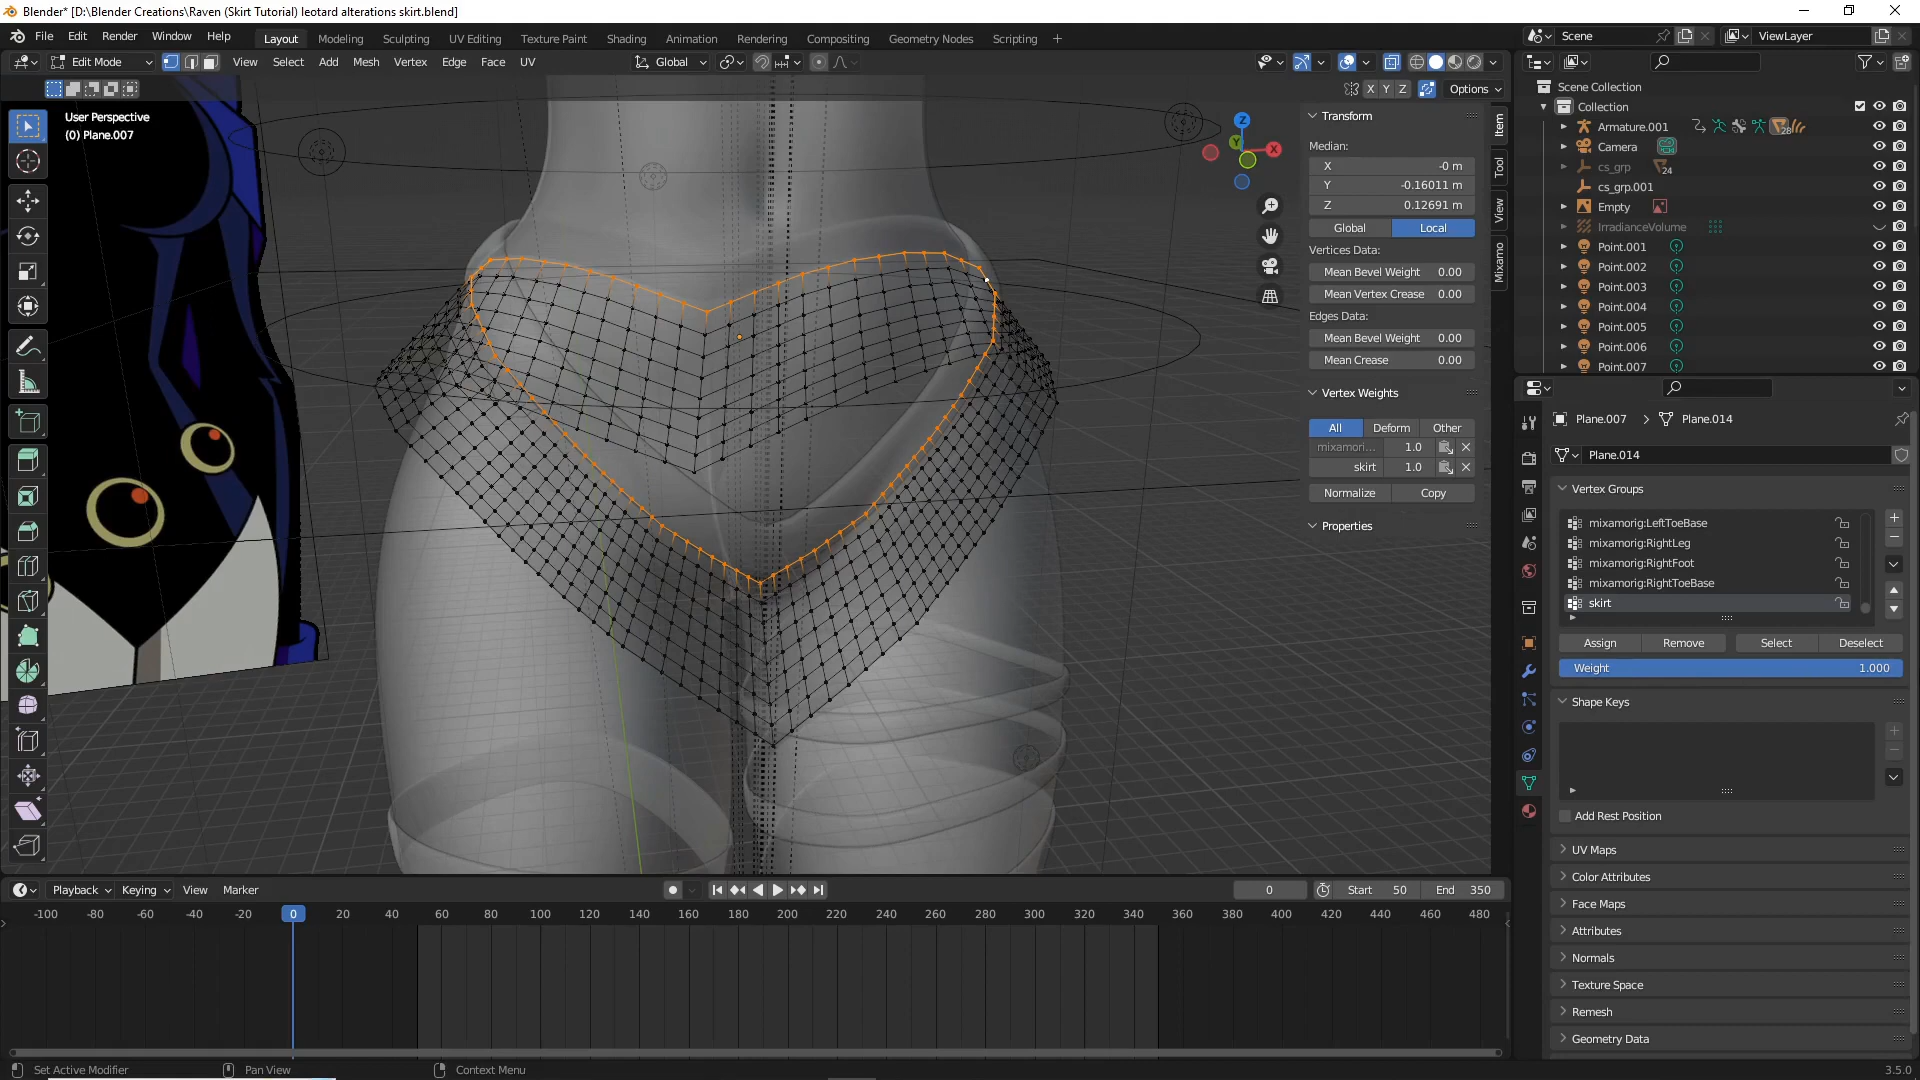 Blender* [D:\Blender Creations\Raven (Skirt Tutorial) leotard alterations skirt.blend]
File Edit Render Window Help
Layout Modeling Sculpting UV Editing Texture Paint Shading Animation Rendering Compositing Geometry Nodes Scripting +
Scene
ViewLayer
Edit Mode View Select Add Mesh Vertex Edge Face UV
Global
X Y Z
Options
User Perspective
(0) Plane.007
Z
Y
X
Item
Tool
View
Mixamo
Transform
Median:
X -0 m
Y -0.16011 m
Z 0.12691 m
Global Local
Vertices Data:
Mean Bevel Weight 0.00
Mean Vertex Crease 0.00
Edges Data:
Mean Bevel Weight 0.00
Mean Crease 0.00
Vertex Weights
All Deform Other
mixamori... 1.0
skirt 1.0
Normalize Copy
Properties
Scene Collection
Collection
Armature.001 28
Camera
cs_grp 24
cs_grp.001
Empty
IrradianceVolume
Point.001
Point.002
Point.003
Point.004
Point.005
Point.006
Point.007
Plane.007 > Plane.014
Plane.014
Vertex Groups
mixamorig:LeftToeBase
mixamorig:RightLeg
mixamorig:RightFoot
mixamorig:RightToeBase
skirt
Assign Remove Select Deselect
Weight 1.000
Shape Keys
Add Rest Position
UV Maps
Color Attributes
Face Maps
Attributes
Normals
Texture Space
Remesh
Geometry Data
Playback Keying View Marker
0
Start 50
End 350
-100 -80 -60 -40 -20 0 20 40 60 80 100 120 140 160 180 200 220 240 260 280 300 320 340 360 380 400 420 440 460 480
Set Active Modifier
Pan View
Context Menu
3.5.0